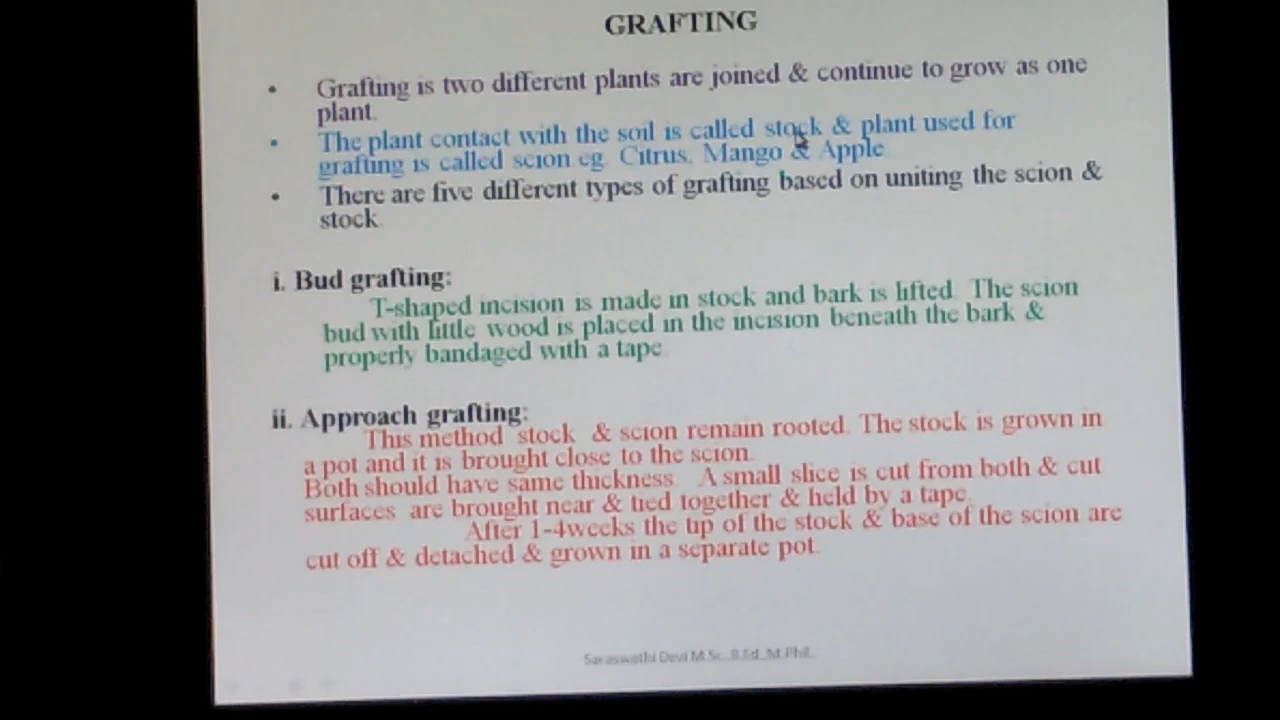 GRAFTING
• Grafting is two different plants are joined & continue to grow as one
plant.
• The plant contact with the soil is called stock & plant used for
grafting is called scion eg. Citrus, Mango & Apple.
• There are five different types of grafting based on uniting the scion &
stock.
i. Bud grafting:
T-shaped incision is made in stock and bark is lifted. The scion
bud with little wood is placed in the incision beneath the bark &
properly bandaged with a tape.
ii. Approach grafting:
This method stock & scion remain rooted. The stock is grown in
a pot and it is brought close to the scion.
Both should have same thickness. A small slice is cut from both & cut
surfaces are brought near & tied together & held by a tape.
After 1-4weeks the tip of the stock & base of the scion are
cut off & detached & grown in a separate pot.
Saraswathi Devi M.Sc.,B.Ed.,M.Phil.,